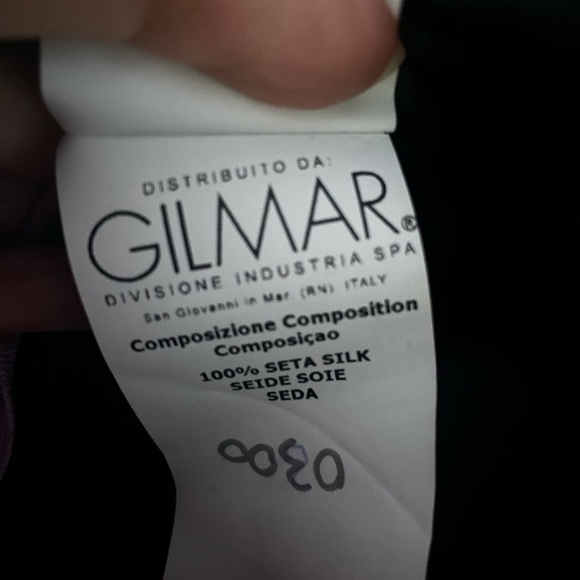 DISTRIBUITO DA:
GILMAR®
DIVISIONE INDUSTRIA SPA
San Giovanni in Mar. (RN) ITALY
Composizione Composition
Composiçao
100% SETA SILK
SEIDE SOIE
SEDA
0300